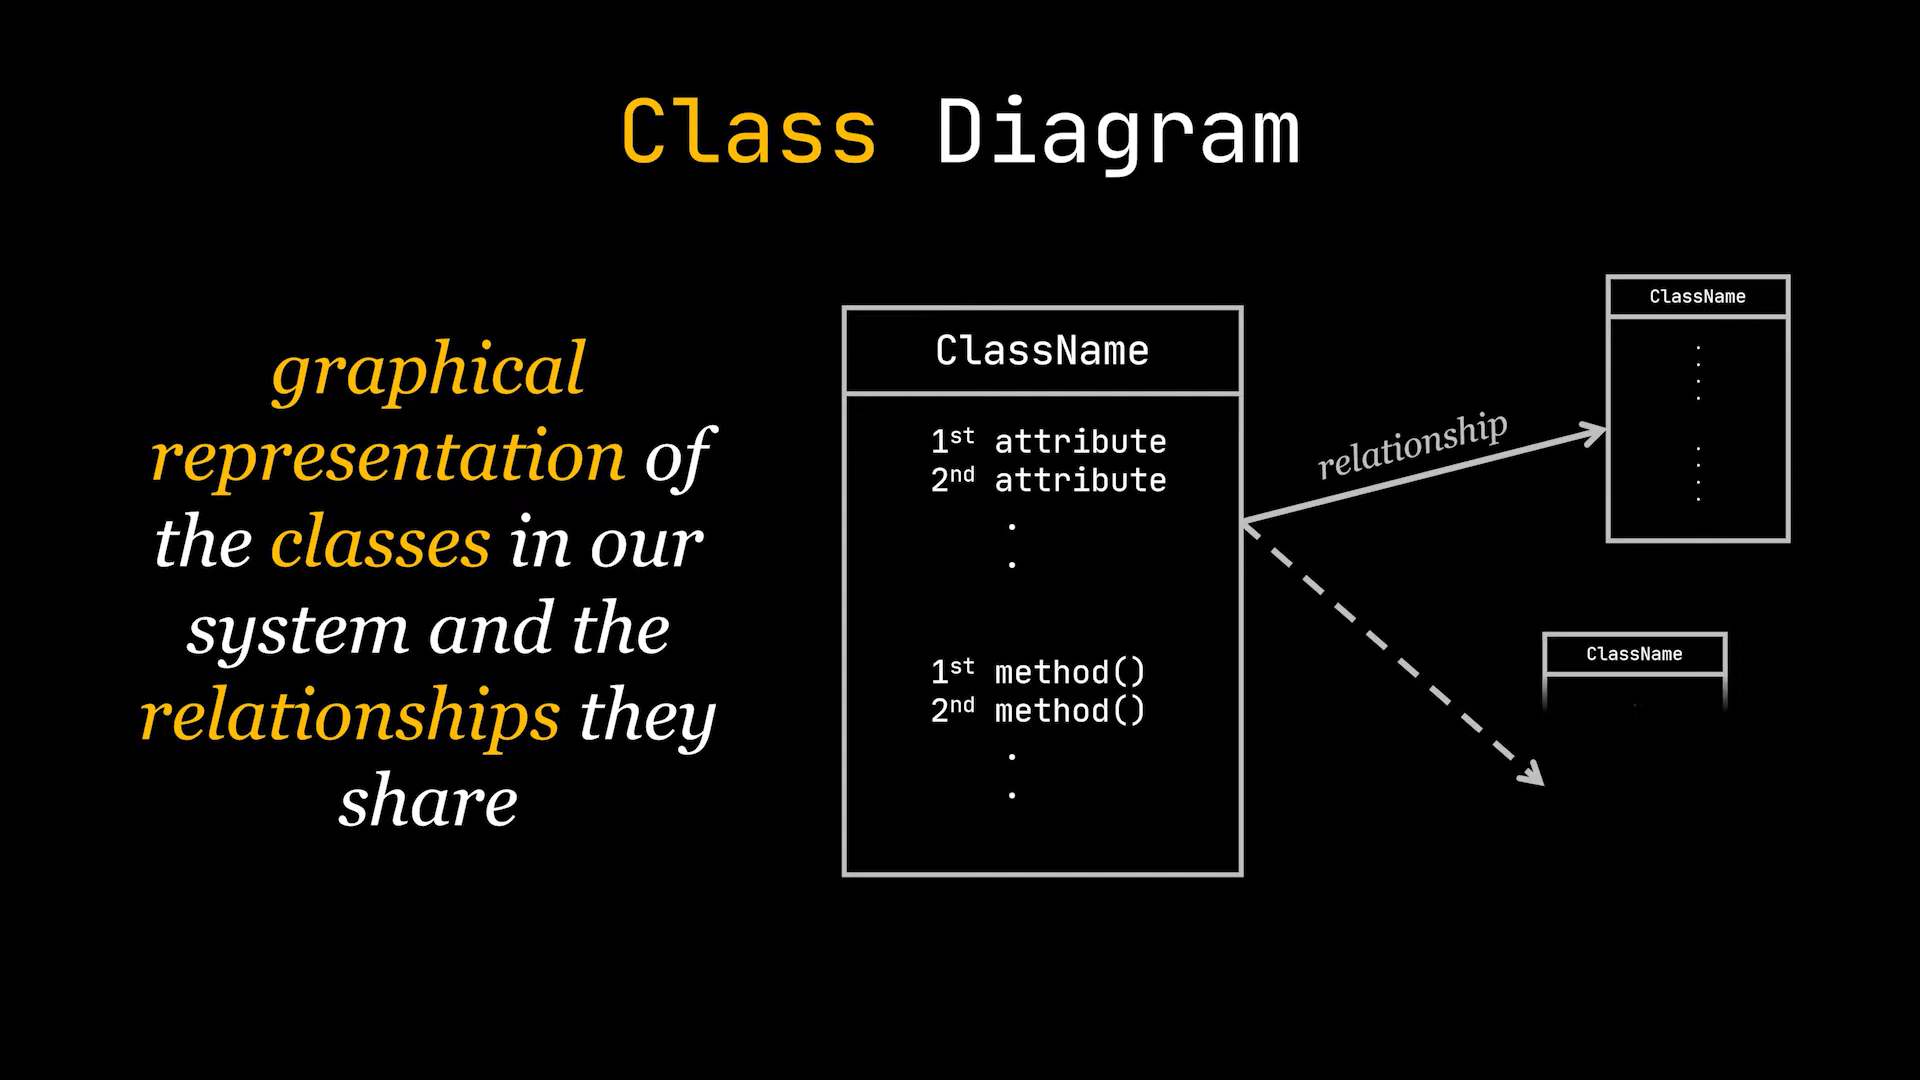 Class Diagram
graphical
representation of
the classes in our
system and the
relationships they
share
ClassName
1st attribute
2nd attribute
.
.
1st method()
2nd method()
.
.
relationship
ClassName
.
.
.
.
.
.
.
.
ClassName